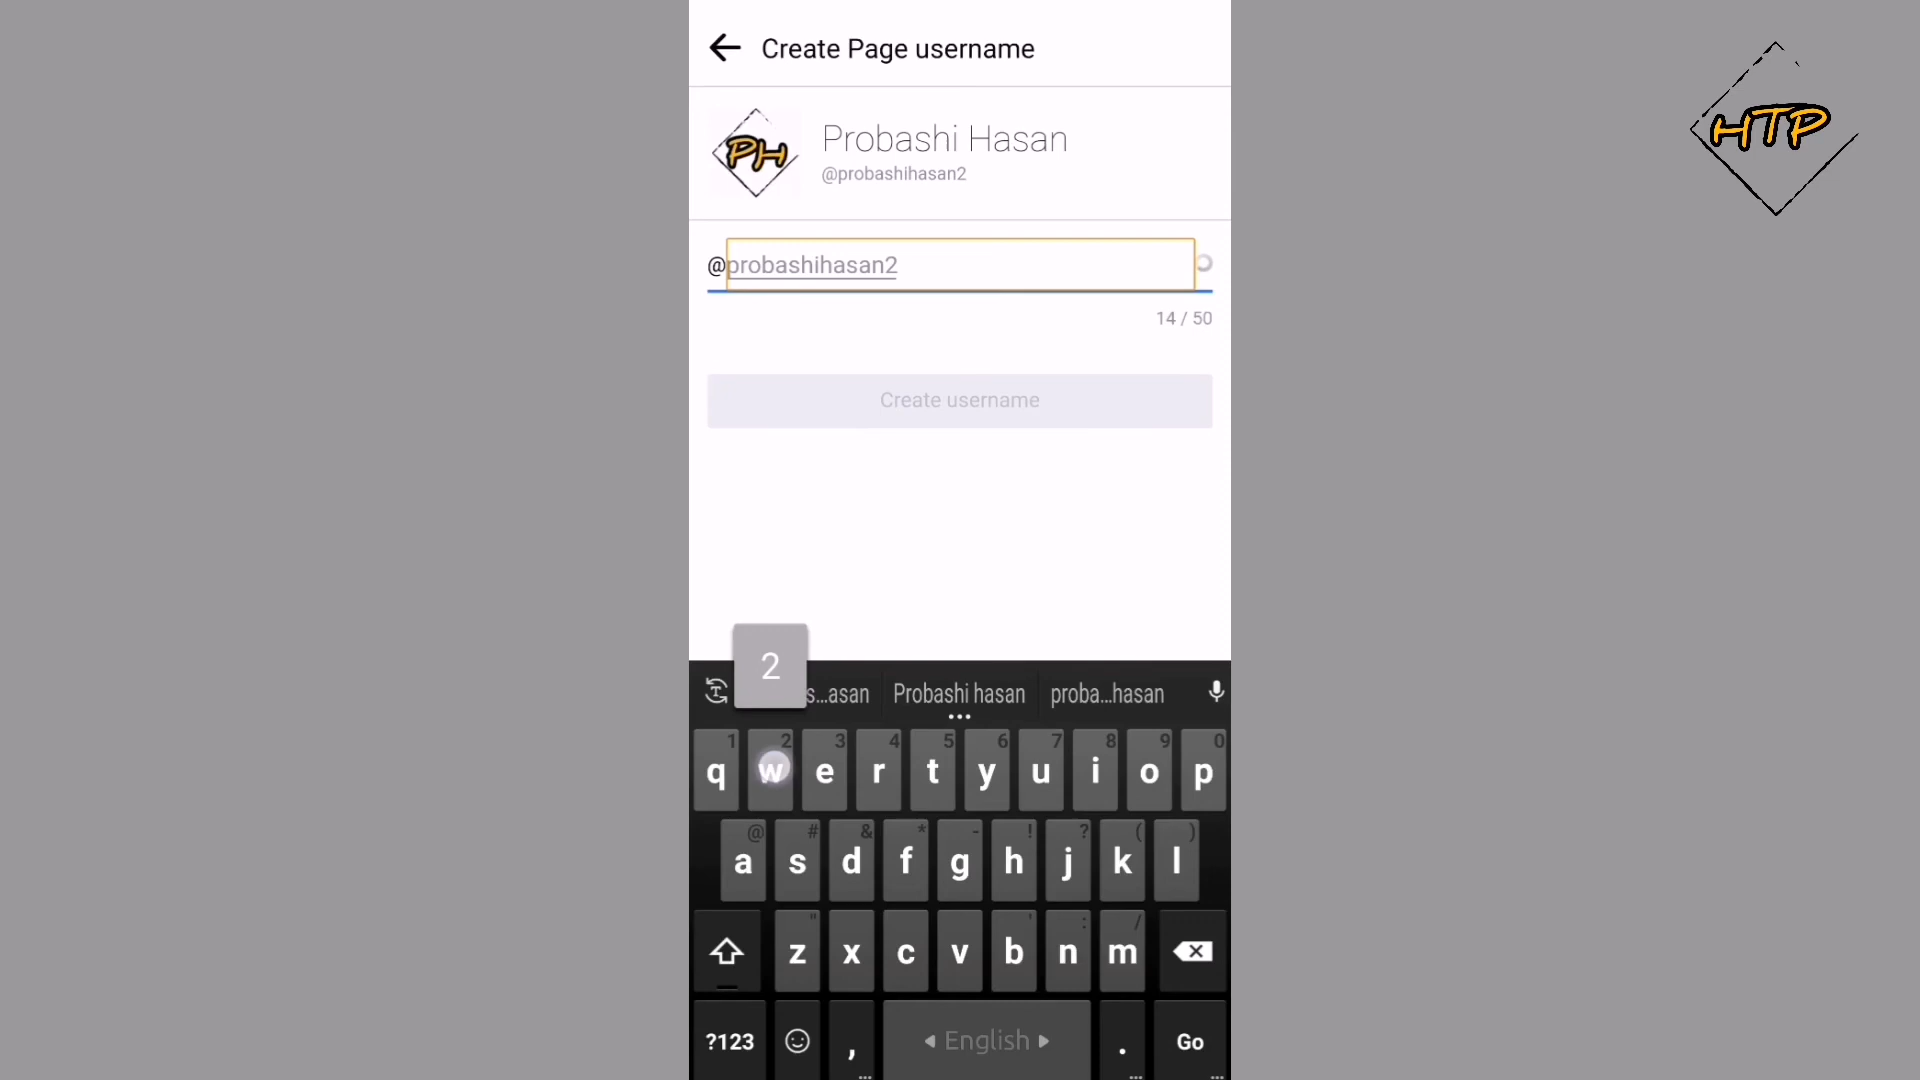 Create Page username
HTP
PH
Probashi Hasan
@probashihasan2
@probashihasan2
14 / 50
Create username
2
s...asan Probashi hasan proba...hasan
1 2 3 4 5 6 7 8 9 0
q w e r t y u i o p
@ # & * - ! ? ( )
a s d f g h j k l
" ' : /
z x c v b n m
?123 , English . Go